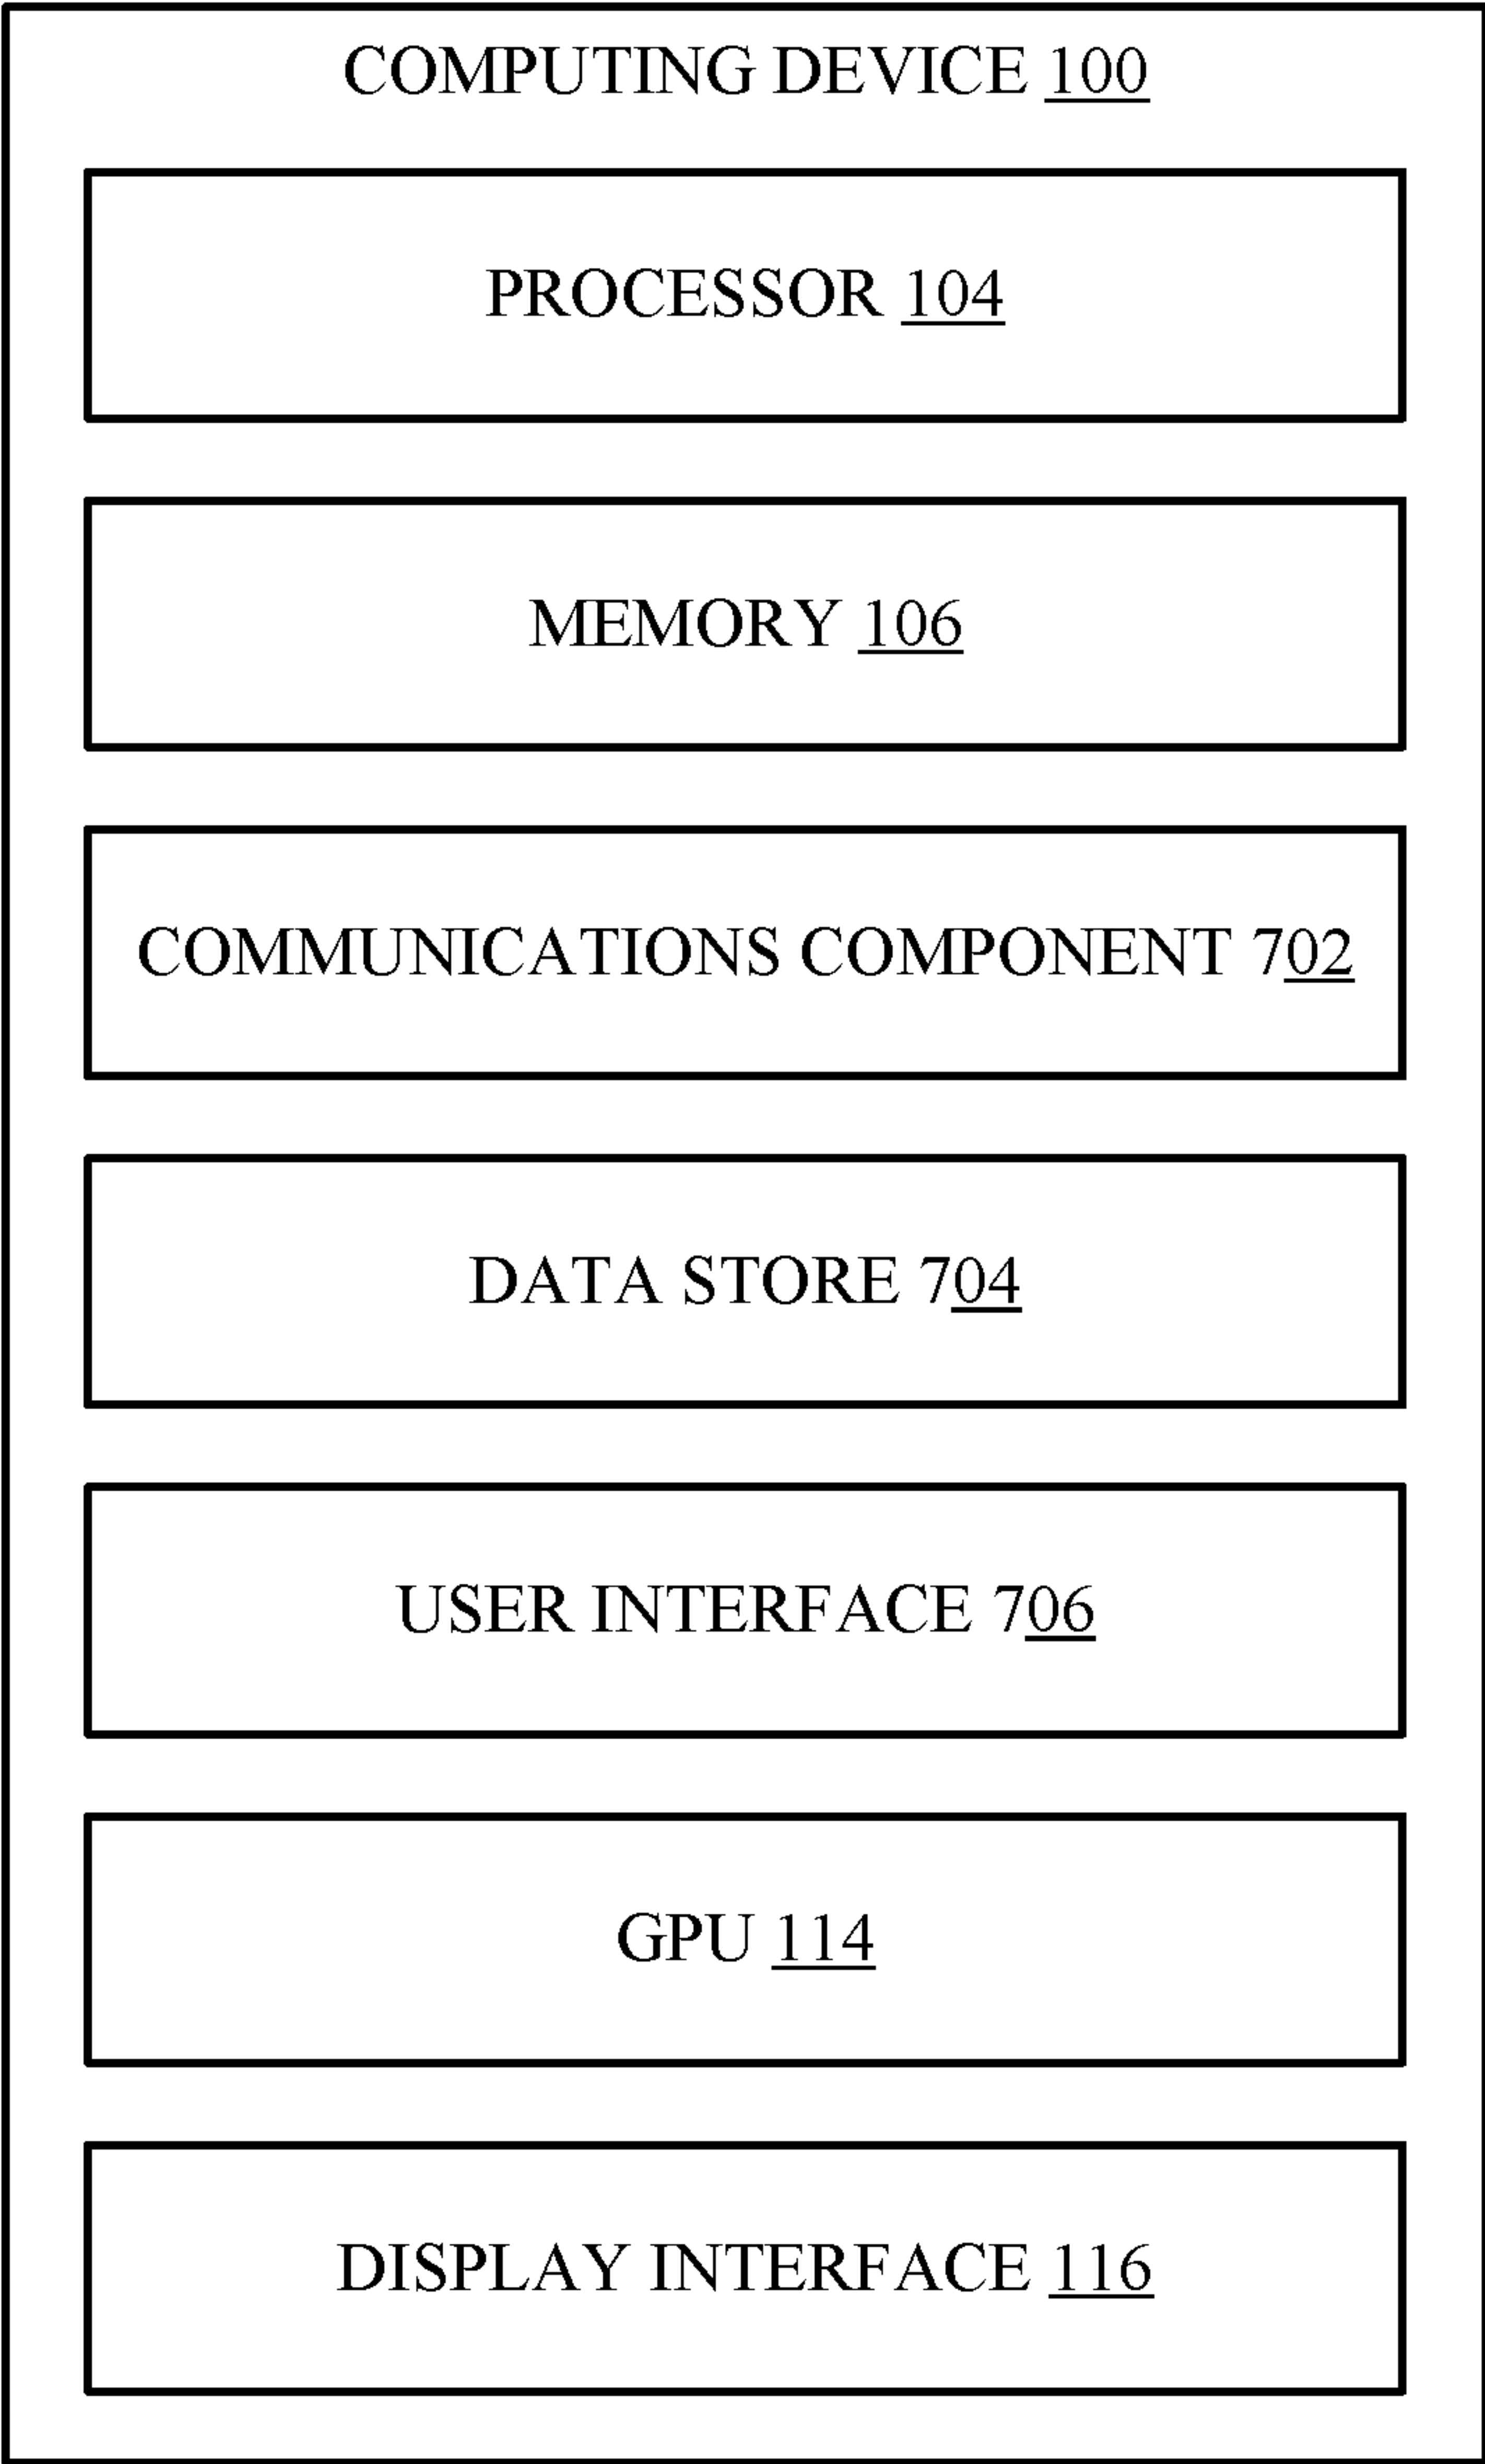 COMPUTING DEVICE 100
PROCESSOR 104
MEMORY 106
COMMUNICATIONS COMPONENT 702
DATA STORE 704
USER INTERFACE 706
GPU 114
DISPLAY INTERFACE 116